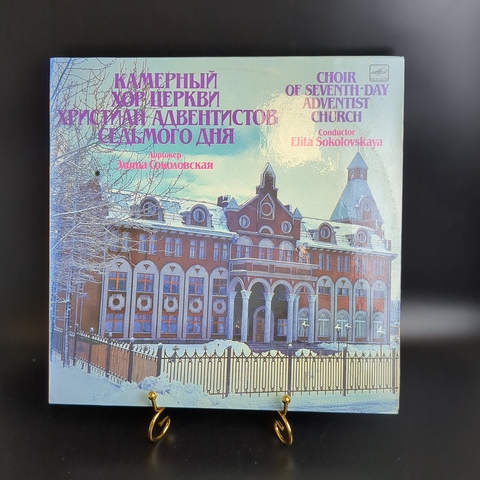 КАМЕРНЫЙ
ХОР ЦЕРКВИ
ХРИСТИАН АДВЕНТИСТОВ
СЕДЬМОГО ДНЯ
Дирижер
Элита Соколовская
CHOIR
OF SEVENTH-DAY
ADVENTIST
CHURCH
Conductor
Elita Sokolovskaya